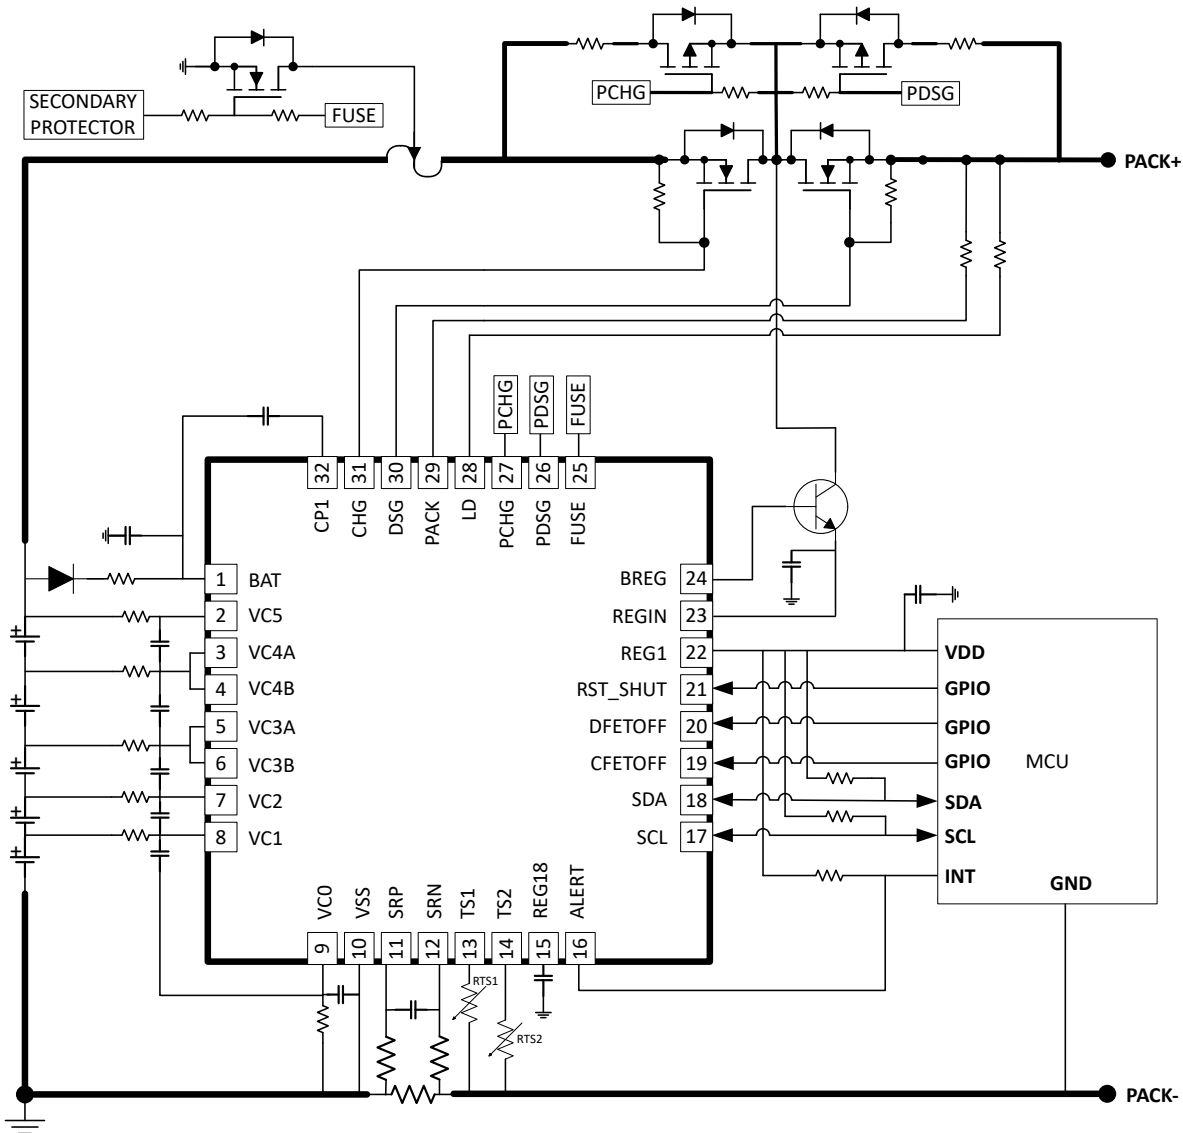 PCHG
PDSG
SECONDARY
PROTECTOR
FUSE
PACK+
PCHG
PDSG
FUSE
32
31
30
29
28
27
26
25
CP1
CHG
DSG
PACK
LD
PCHG
PDSG
FUSE
1 BAT
2 VC5
3 VC4A
4 VC4B
5 VC3A
6 VC3B
7 VC2
8 VC1
BREG 24
REGIN 23
REG1 22
RST_SHUT 21
DFETOFF 20
CFETOFF 19
SDA 18
SCL 17
VDD
GPIO
GPIO
GPIO
MCU
SDA
SCL
INT
GND
VC0
VSS
SRP
SRN
TS1
TS2
REG18
ALERT
9
10
11
12
13
14
15
16
RTS1
RTS2
+
+
+
+
+
PACK-